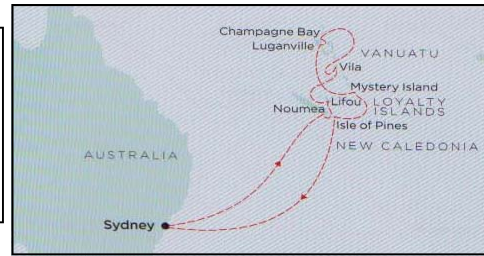 Champagne Bay
Luganville
VANUATU
Vila
Mystery Island
Lifou
LOYALTY
ISLANDS
Noumea
Isle of Pines
NEW CALEDONIA
AUSTRALIA
Sydney